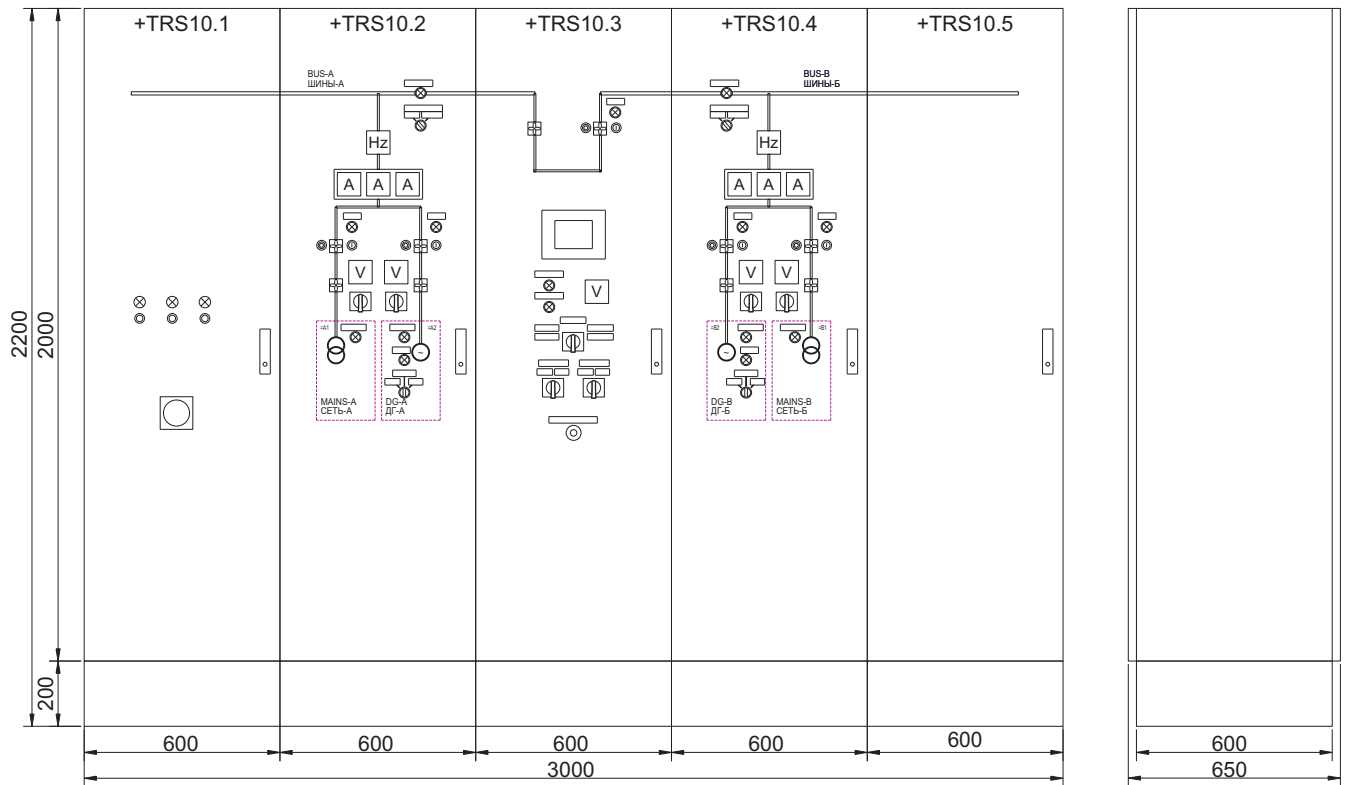 +TRS10.1
+TRS10.2
+TRS10.3
+TRS10.4
+TRS10.5
BUS-A
ШИНЫ-А
BUS-B
ШИНЫ-Б
Hz
Hz
A A A
A A A
V V
V
V V
=A1
=A2
=B2
=B1
~
~
MAINS-A
СЕТЬ-А
DG-A
ДГ-А
DG-B
ДГ-Б
MAINS-B
СЕТЬ-Б
2200
2000
200
600
600
600
600
600
3000
600
650